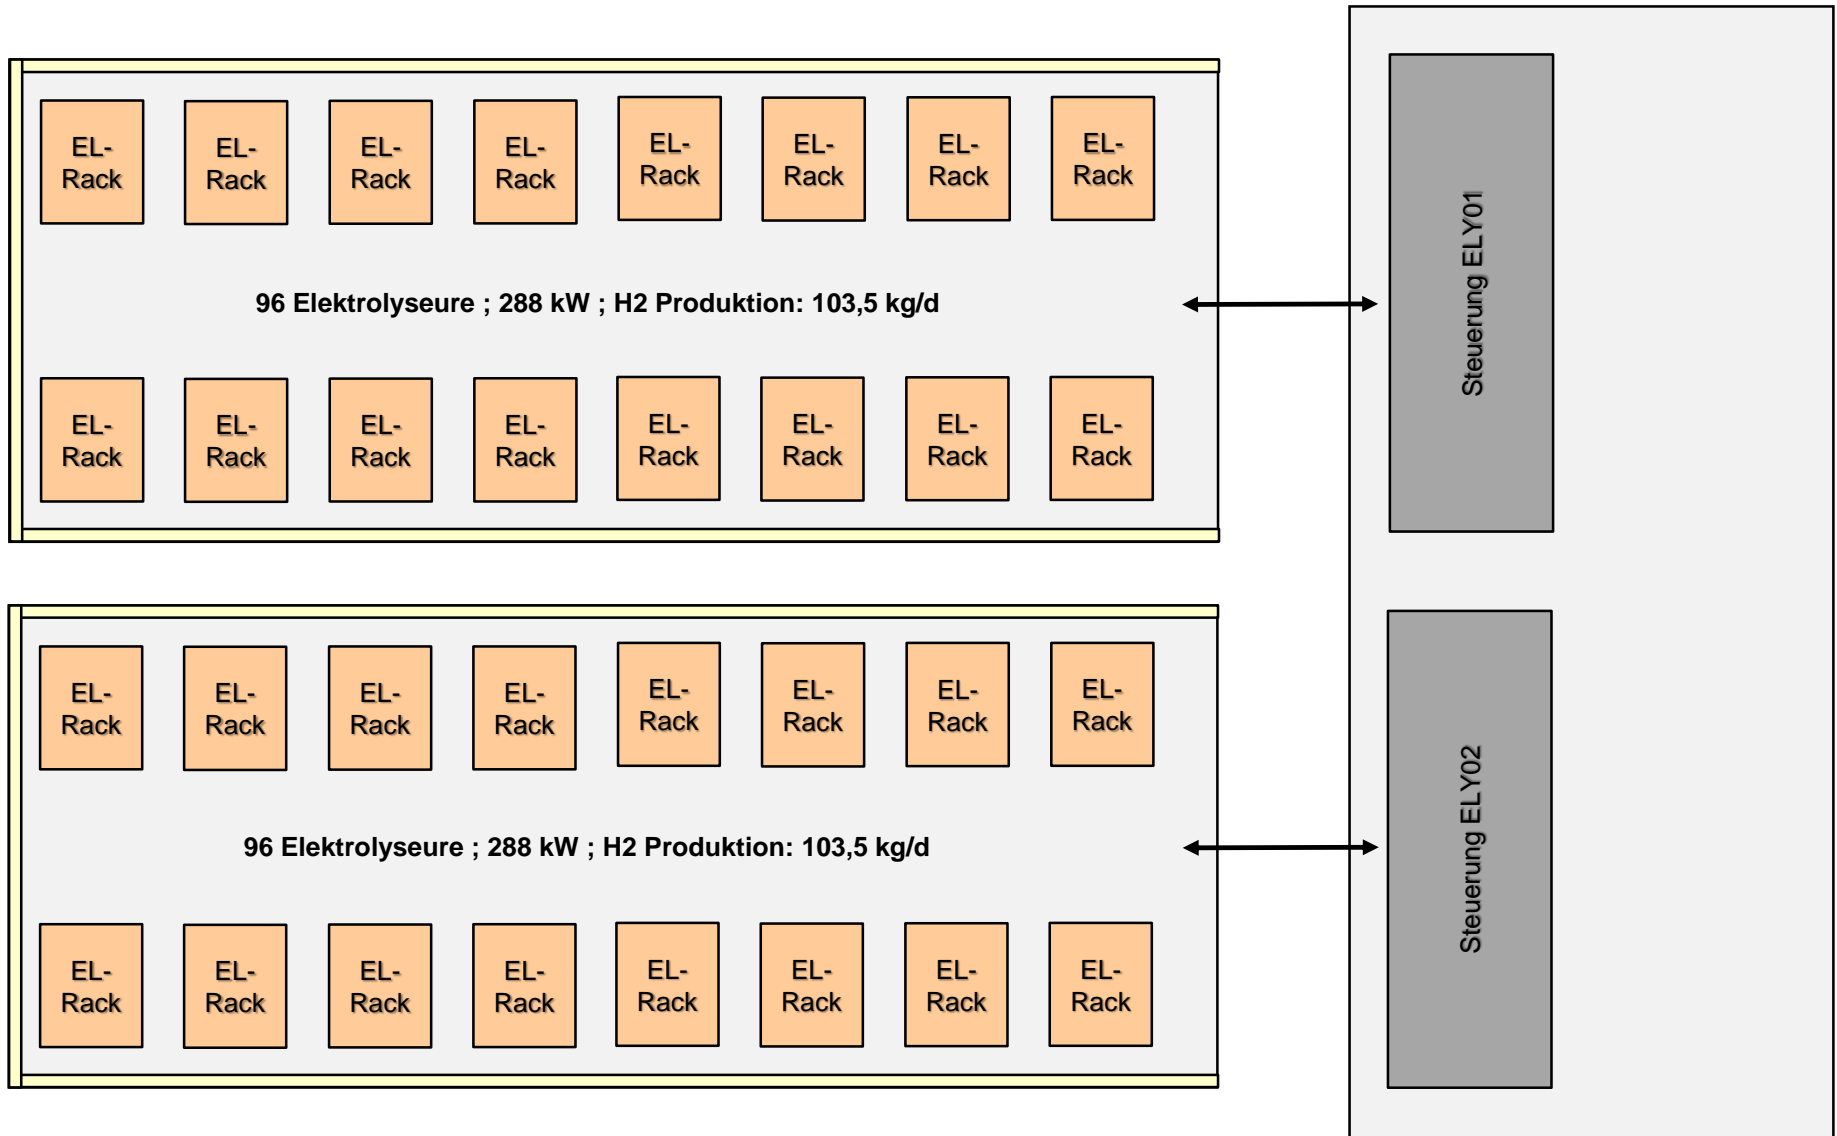 EL-
Rack
EL-
Rack
EL-
Rack
EL-
Rack
EL-
Rack
EL-
Rack
EL-
Rack
EL-
Rack
96 Elektrolyseure ; 288 kW ; H2 Produktion: 103,5 kg/d
EL-
Rack
EL-
Rack
EL-
Rack
EL-
Rack
EL-
Rack
EL-
Rack
EL-
Rack
EL-
Rack
Steuerung ELY01
EL-
Rack
EL-
Rack
EL-
Rack
EL-
Rack
EL-
Rack
EL-
Rack
EL-
Rack
EL-
Rack
96 Elektrolyseure ; 288 kW ; H2 Produktion: 103,5 kg/d
EL-
Rack
EL-
Rack
EL-
Rack
EL-
Rack
EL-
Rack
EL-
Rack
EL-
Rack
EL-
Rack
Steuerung ELY02